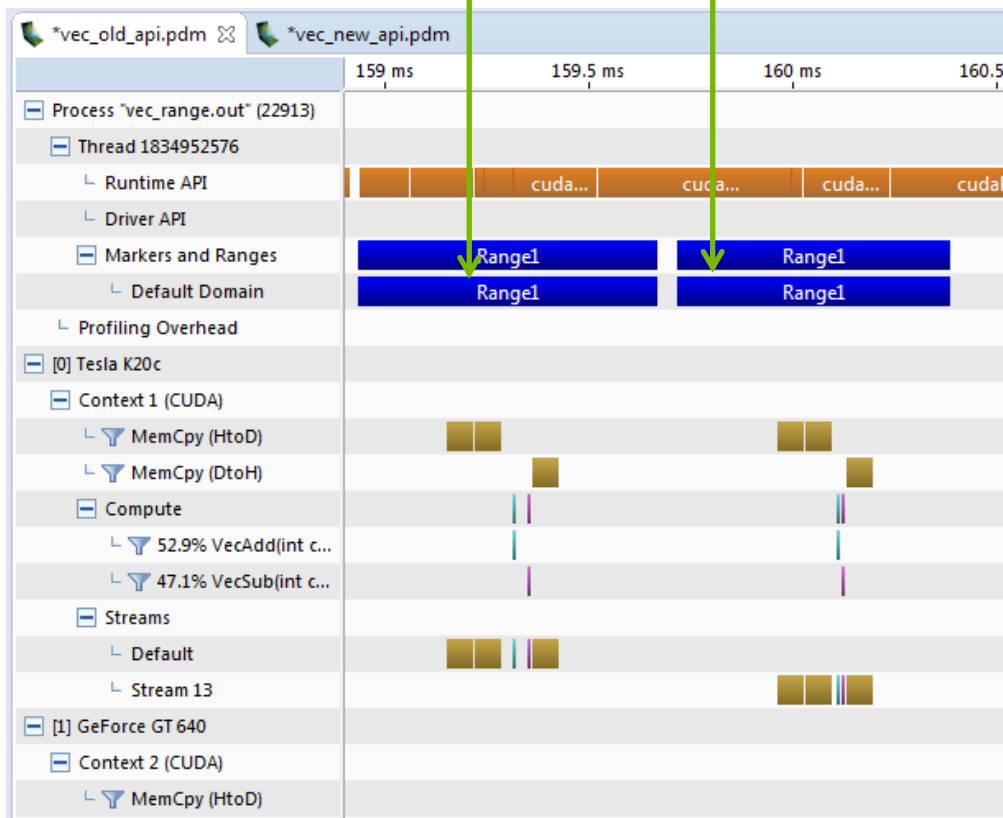 *vec_old_api.pdm *vec_new_api.pdm
159 ms 159.5 ms 160 ms 160.5
Process "vec_range.out" (22913)
Thread 1834952576
Runtime API cuda... cuda... cuda... cuda
Driver API
Markers and Ranges Range1 Range1
Default Domain Range1 Range1
Profiling Overhead
[0] Tesla K20c
Context 1 (CUDA)
MemCpy (HtoD)
MemCpy (DtoH)
Compute
52.9% VecAdd(int c...
47.1% VecSub(int c...
Streams
Default
Stream 13
[1] GeForce GT 640
Context 2 (CUDA)
MemCpy (HtoD)